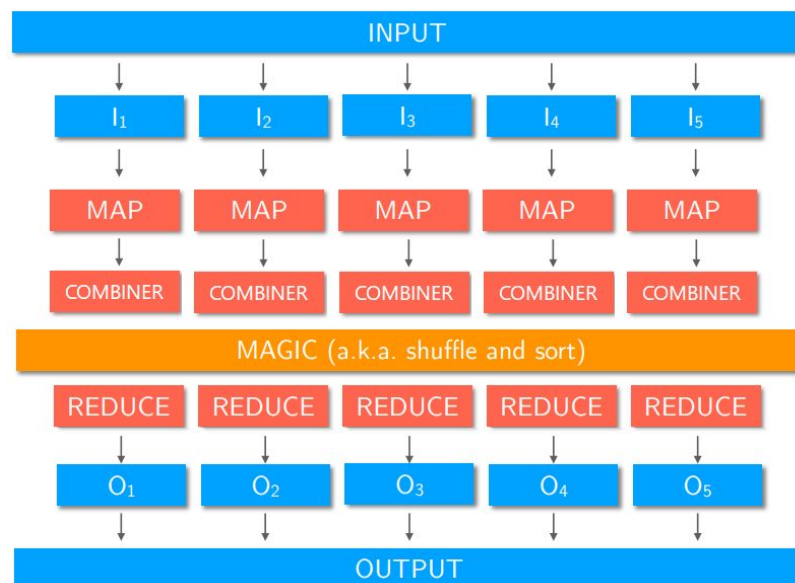 INPUT
I₁ I₂ I₃ I₄ I₅
MAP MAP MAP MAP MAP
COMBINER COMBINER COMBINER COMBINER COMBINER
MAGIC (a.k.a. shuffle and sort)
REDUCE REDUCE REDUCE REDUCE REDUCE
O₁ O₂ O₃ O₄ O₅
OUTPUT